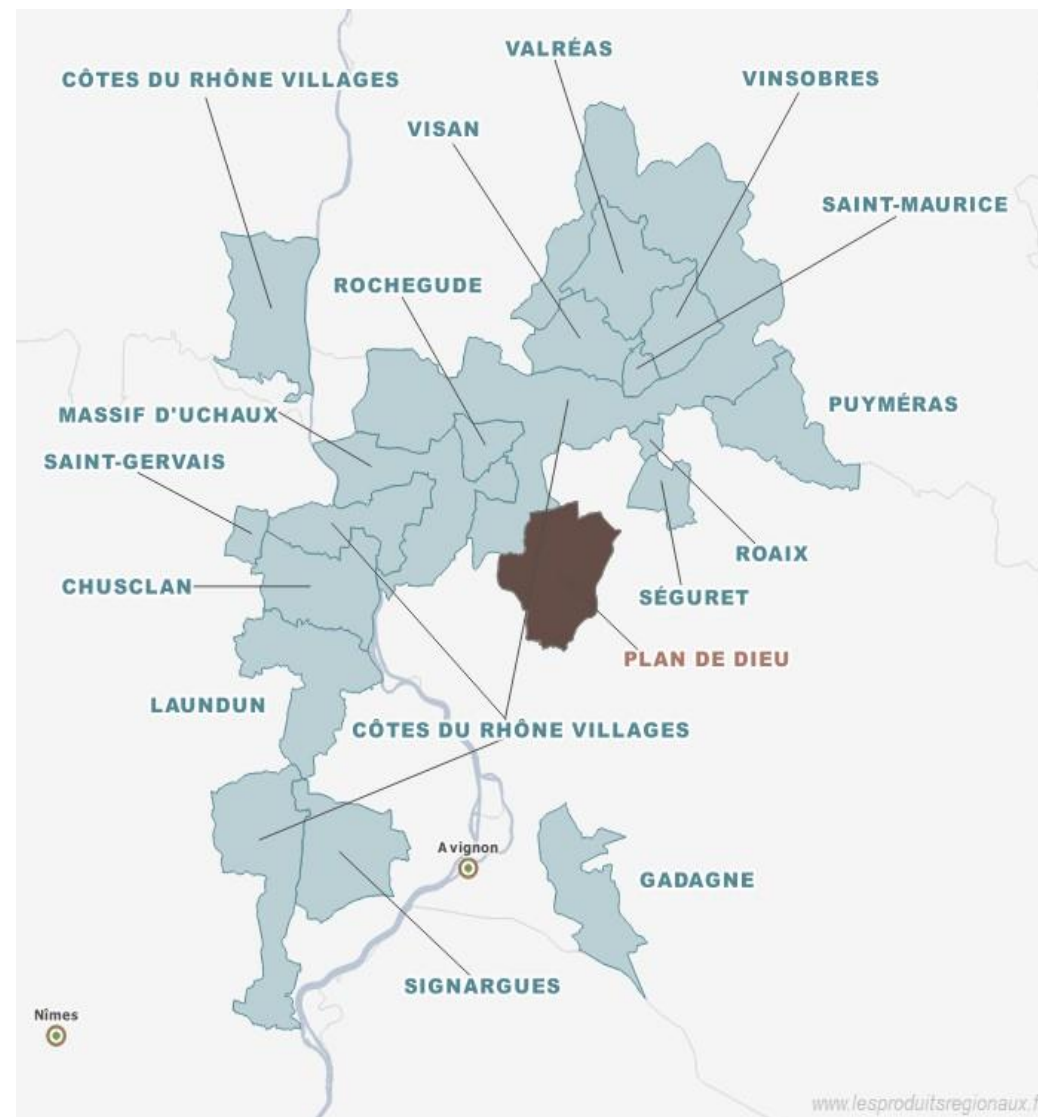 VALRÉAS
CÔTES DU RHÔNE VILLAGES
VINSOBRES
VISAN
SAINT-MAURICE
ROCHEGUDE
PUYMÉRAS
MASSIF D'UCHAUX
SAINT-GERVAIS
ROAIX
CHUSCLAN
SÉGURET
PLAN DE DIEU
LAUNDUN
CÔTES DU RHÔNE VILLAGES
Avignon
GADAGNE
SIGNARGUES
Nîmes
www.lesproduitsregionaux.f